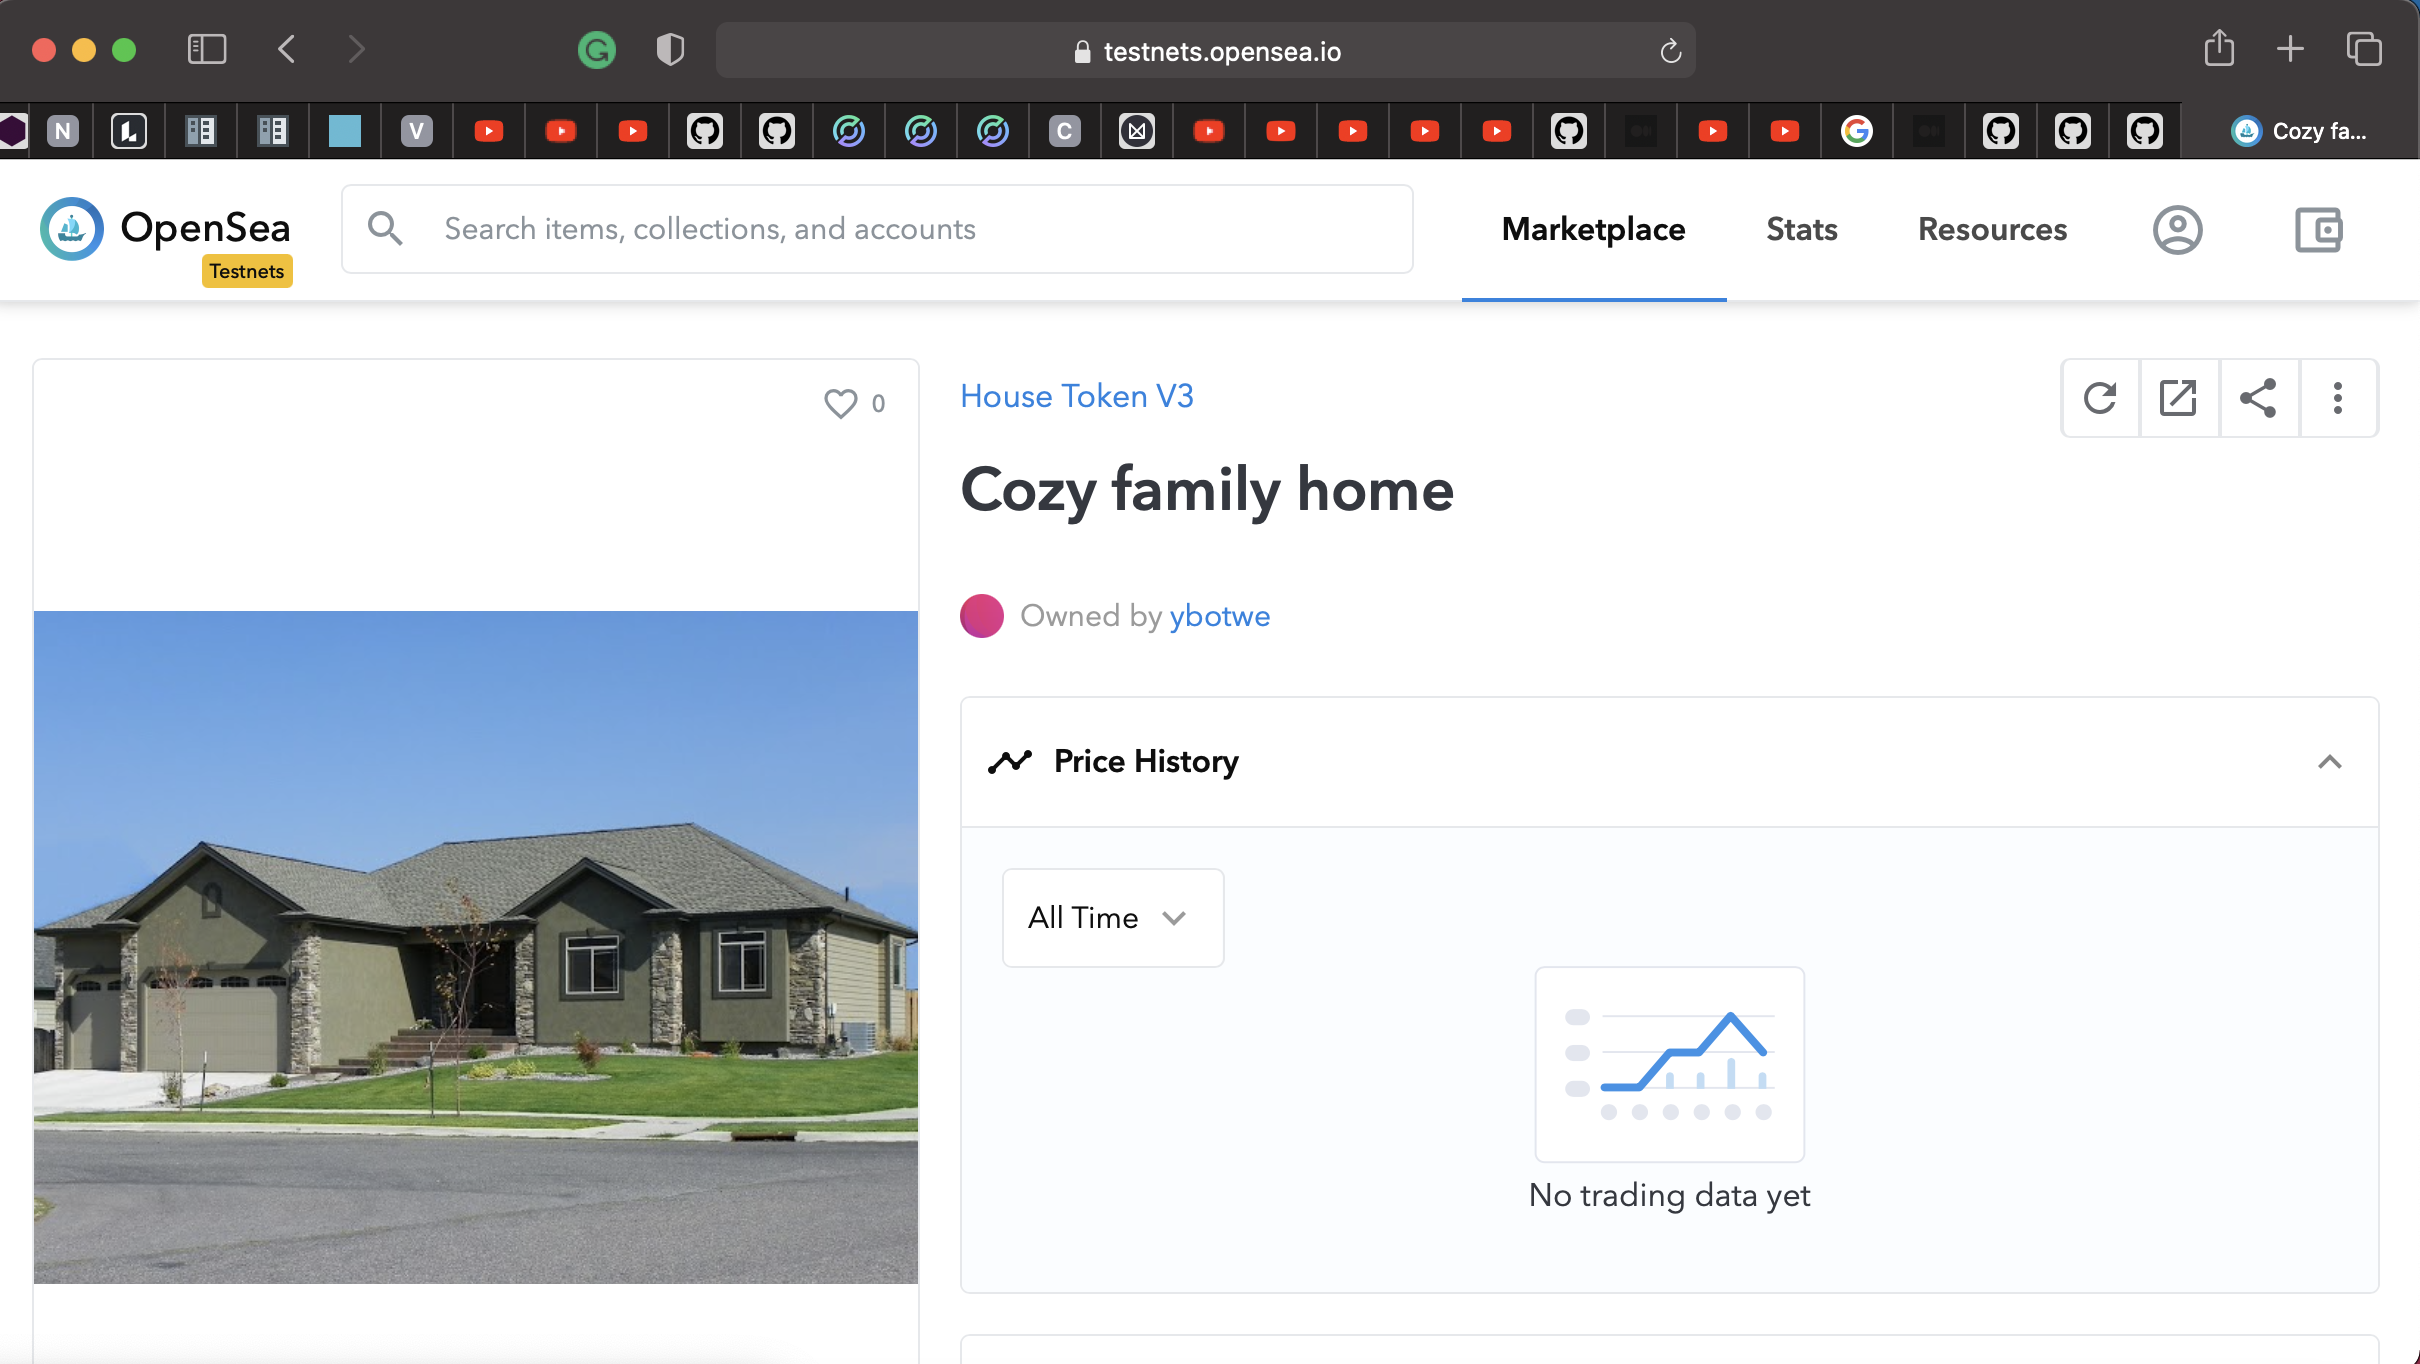 testnets.opensea.io
N
V
C
Cozy fa...
OpenSea
Testnets
Search items, collections, and accounts
Marketplace
Stats
Resources
0
House Token V3
Cozy family home
Owned by ybotwe
Price History
All Time
No trading data yet